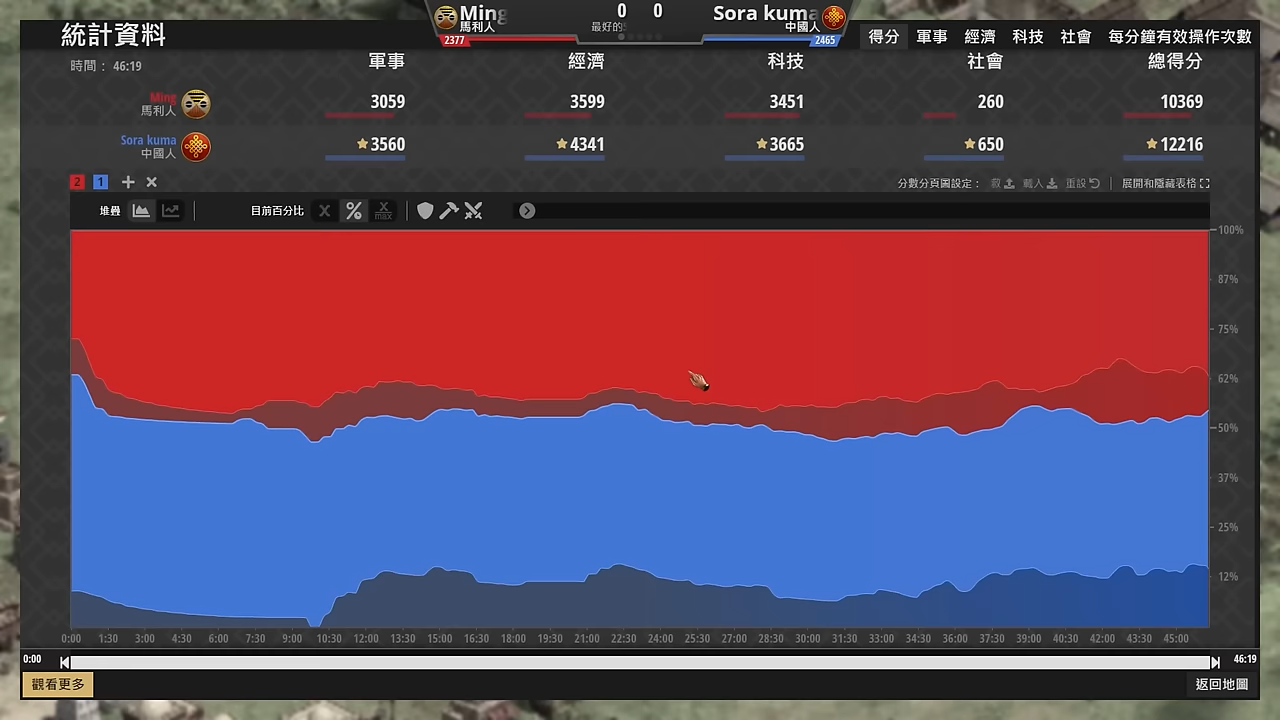 Ming
馬利人
2377
0
0
最好的
Sora kuma
中國人
2465
統計資料
得分
軍事
經濟
科技
社會
每分鐘有效操作次數
時間： 46:19
軍事
經濟
科技
社會
總得分
Ming
馬利人
3059
3599
3451
260
10369
Sora kuma
中國人
3560
4341
3665
650
12216
2
1
分數分頁圖設定：
載入
重設
展開和隱藏表格
堆疊
目前百分比
X
%
X max
100%
87%
75%
62%
50%
37%
25%
12%
0:00 1:30 3:00 4:30 6:00 7:30 9:00 10:30 12:00 13:30 15:00 16:30 18:00 19:30 21:00 22:30 24:00 25:30 27:00 28:30 30:00 31:30 33:00 34:30 36:00 37:30 39:00 40:30 42:00 43:30 45:00
0:00
46:19
觀看更多
返回地圖